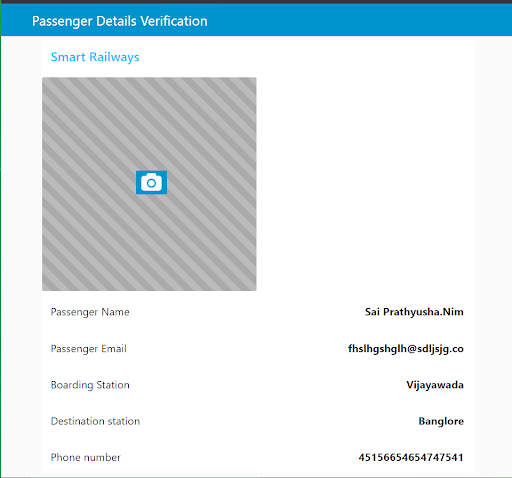 Passenger Details Verification
Smart Railways
Passenger Name Sai Prathyusha.Nim
Passenger Email fhslhgshglh@sdljsjg.co
Boarding Station Vijayawada
Destination station Banglore
Phone number 45156654654747541